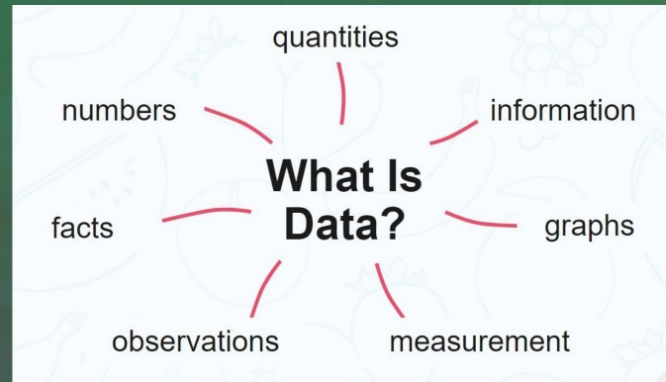 quantities
numbers
information
What Is
Data?
facts
graphs
observations
measurement